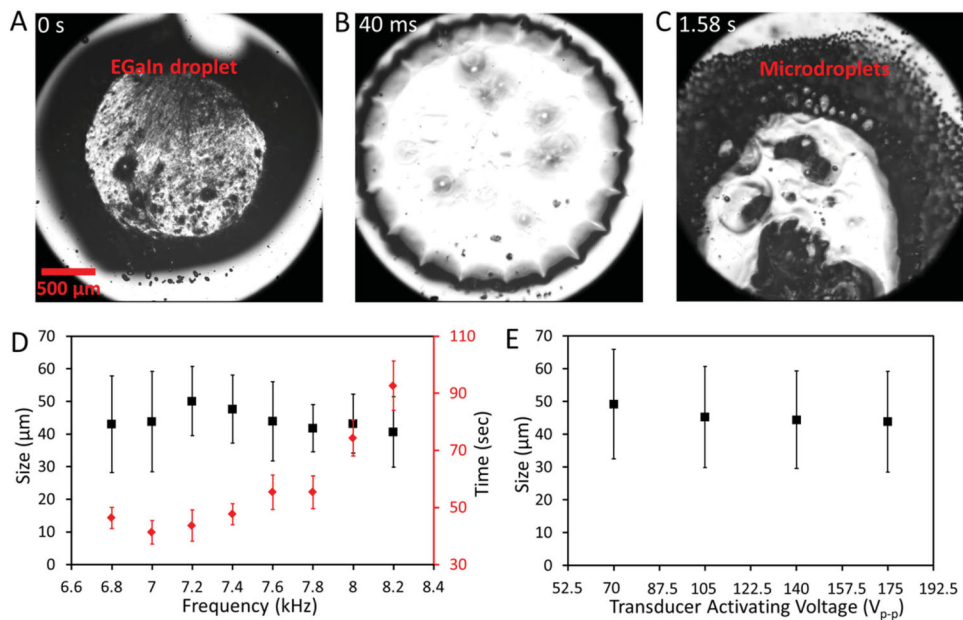 A 0 s
EGaIn droplet
500 μm
B 40 ms
C 1.58 s
Microdroplets
D
70
60
50
40
30
20
10
0
Size (μm)
110
90
70
50
30
Time (sec)
6.6 6.8 7 7.2 7.4 7.6 7.8 8 8.2 8.4
Frequency (kHz)
E
70
60
50
40
30
20
10
0
Size (μm)
52.5 70 87.5 105 122.5 140 157.5 175 192.5
Transducer Activating Voltage (Vp-p)